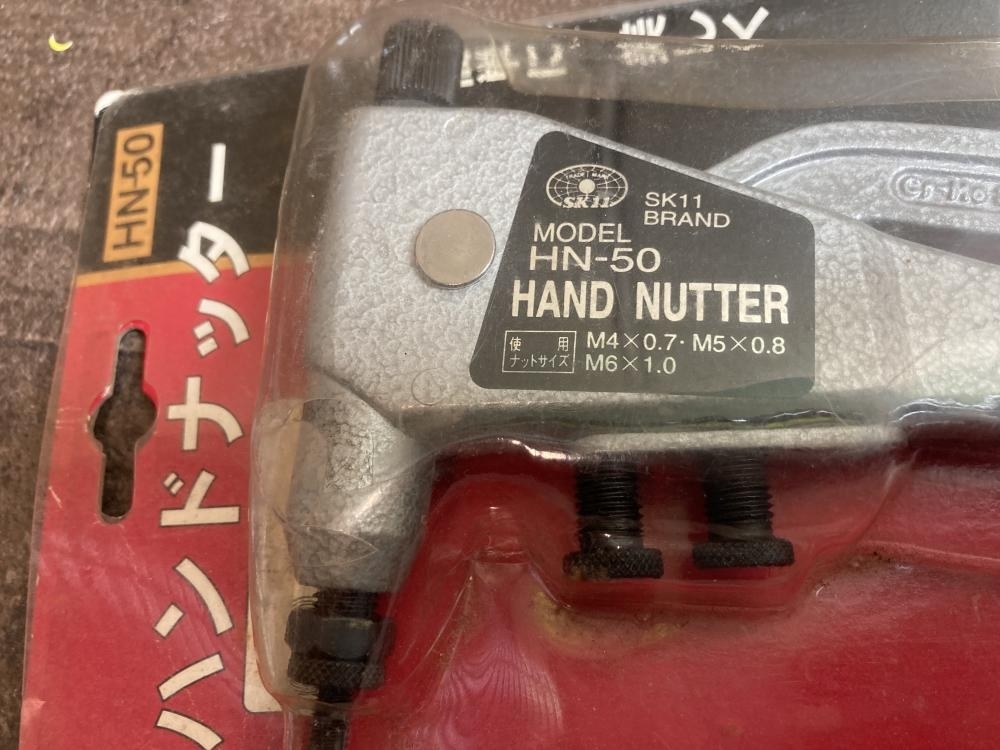 HN-50
ハンドナッター
TRADE MARK
SK11
SK11
BRAND
MODEL
HN-50
HAND NUTTER
使用
ナットサイズ
M4×0.7・M5×0.8
M6×1.0